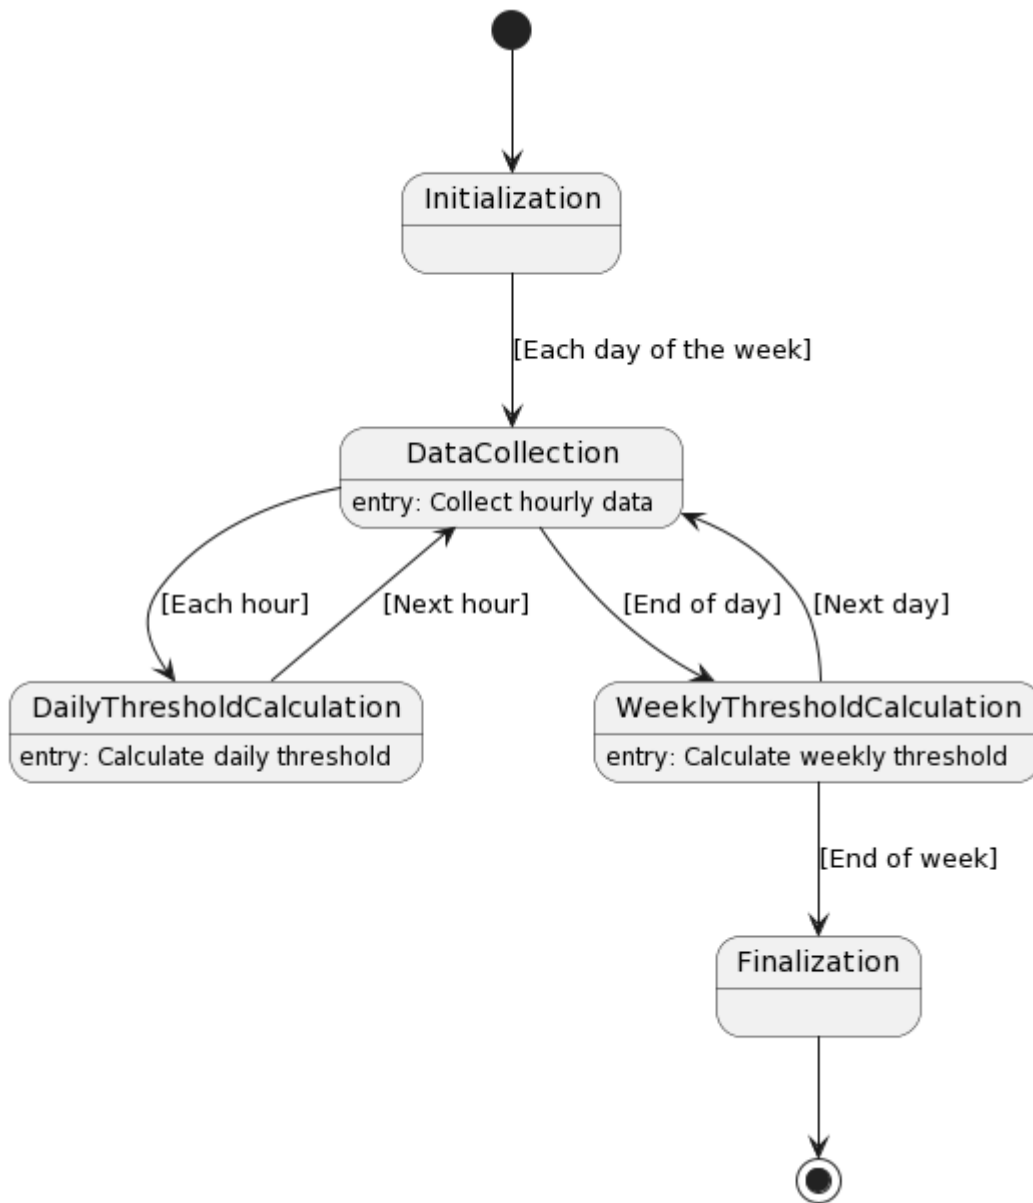 Initialization
[Each day of the week]
DataCollection
entry: Collect hourly data
[Each hour]
[Next hour]
[End of day]
[Next day]
DailyThresholdCalculation
entry: Calculate daily threshold
WeeklyThresholdCalculation
entry: Calculate weekly threshold
[End of week]
Finalization